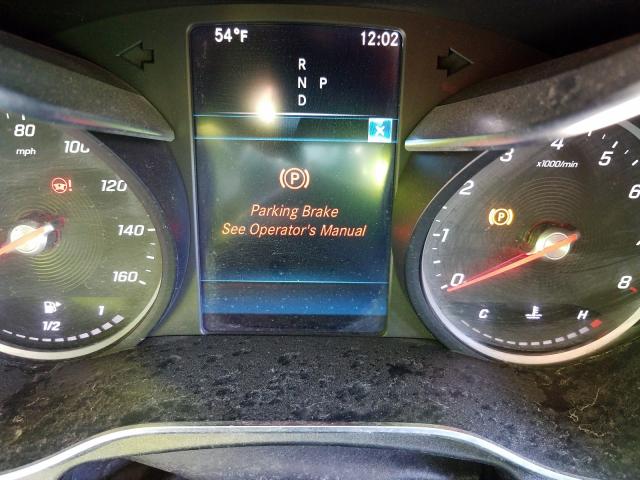 54°F 12:02
R
N P
D
P
Parking Brake
See Operator's Manual
80
mph
100
120
140
160
!
1/2
1
0
1
2
3
4
5
6
8
x1000/min
P
C H